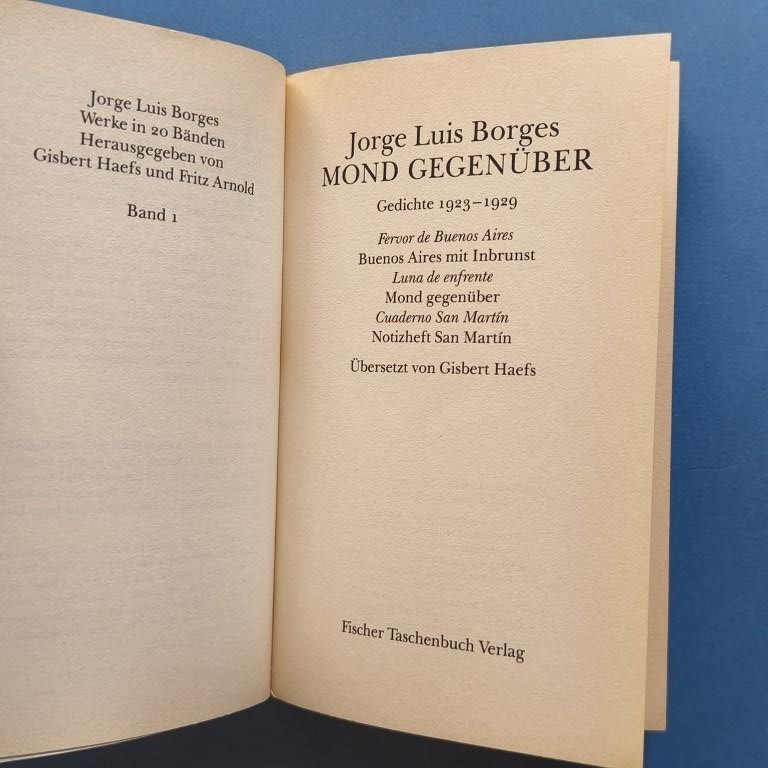 Jorge Luis Borges
Werke in 20 Bänden
Herausgegeben von
Gisbert Haefs und Fritz Arnold
Band 1
Jorge Luis Borges
MOND GEGENÜBER
Gedichte 1923–1929
Fervor de Buenos Aires
Buenos Aires mit Inbrunst
Luna de enfrente
Mond gegenüber
Cuaderno San Martín
Notizheft San Martín
Übersetzt von Gisbert Haefs
Fischer Taschenbuch Verlag